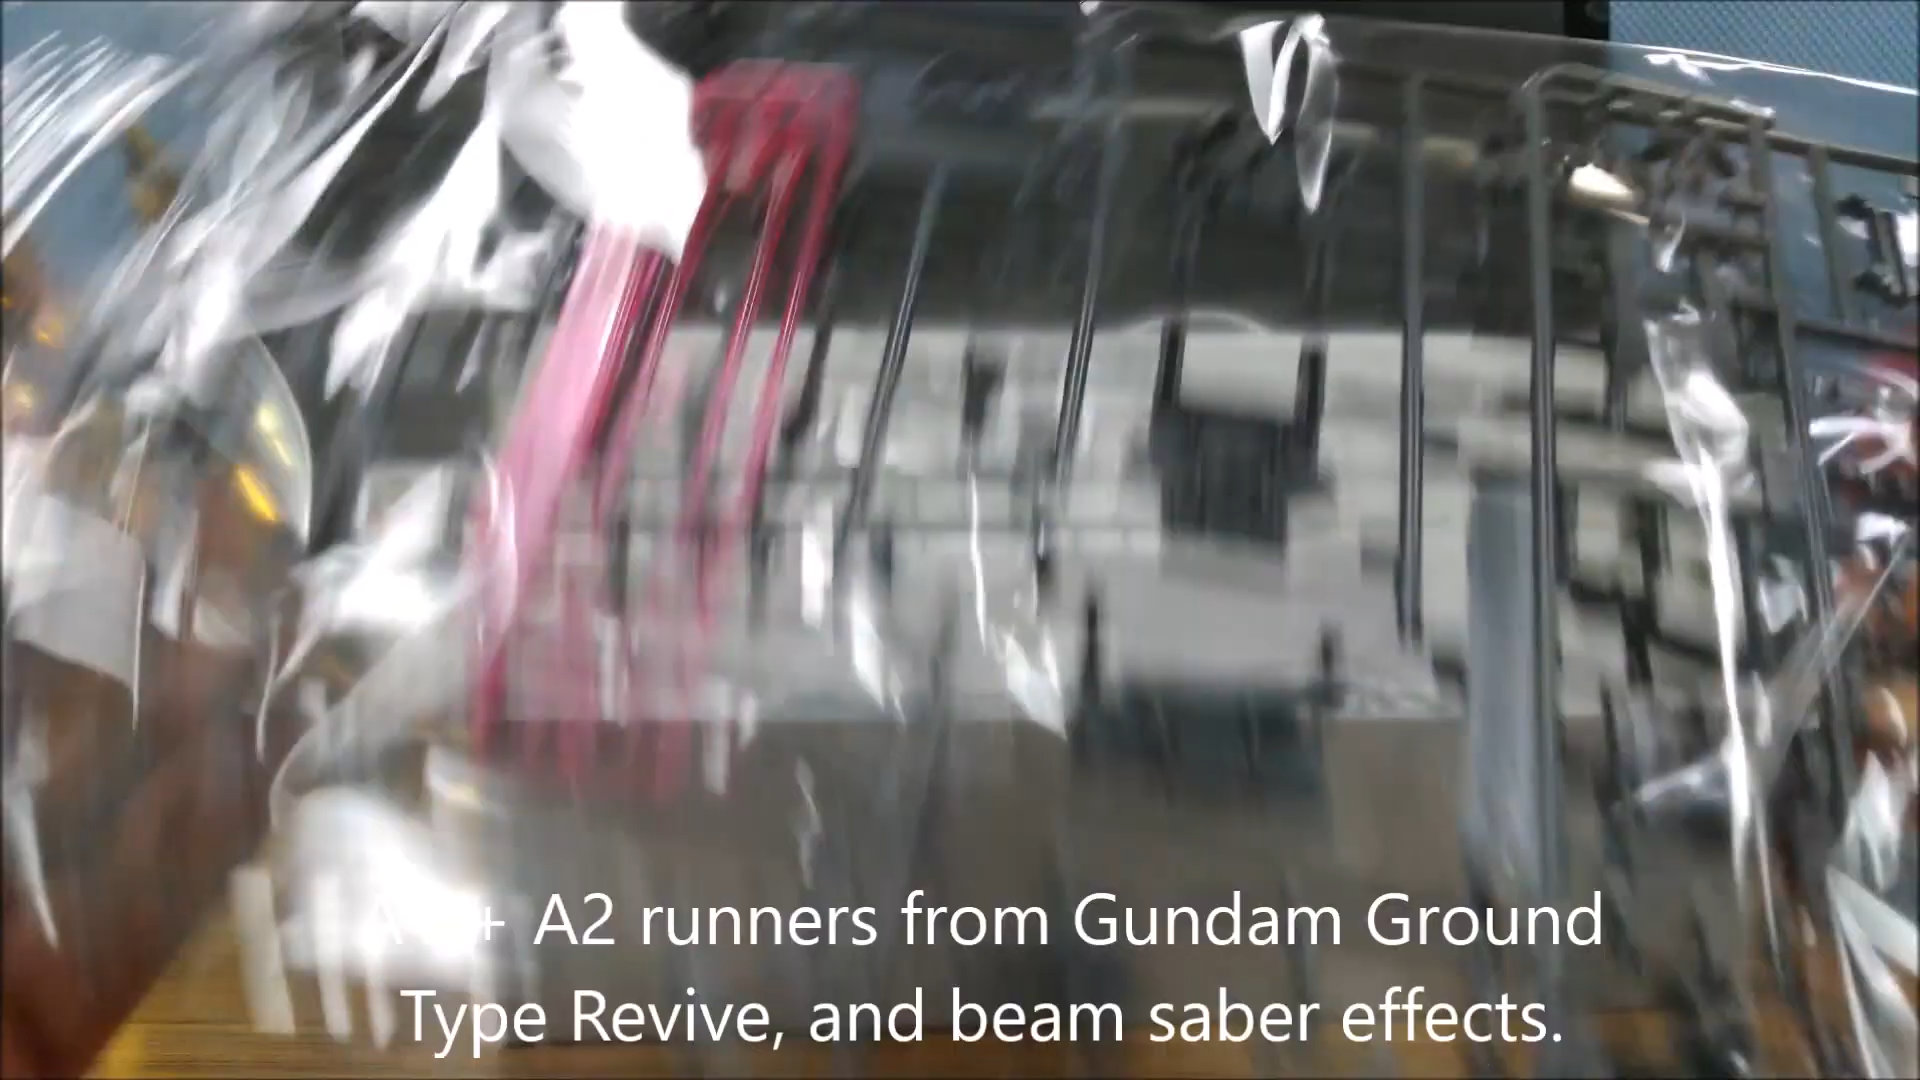 + A2 runners from Gundam Ground
Type Revive, and beam saber effects.